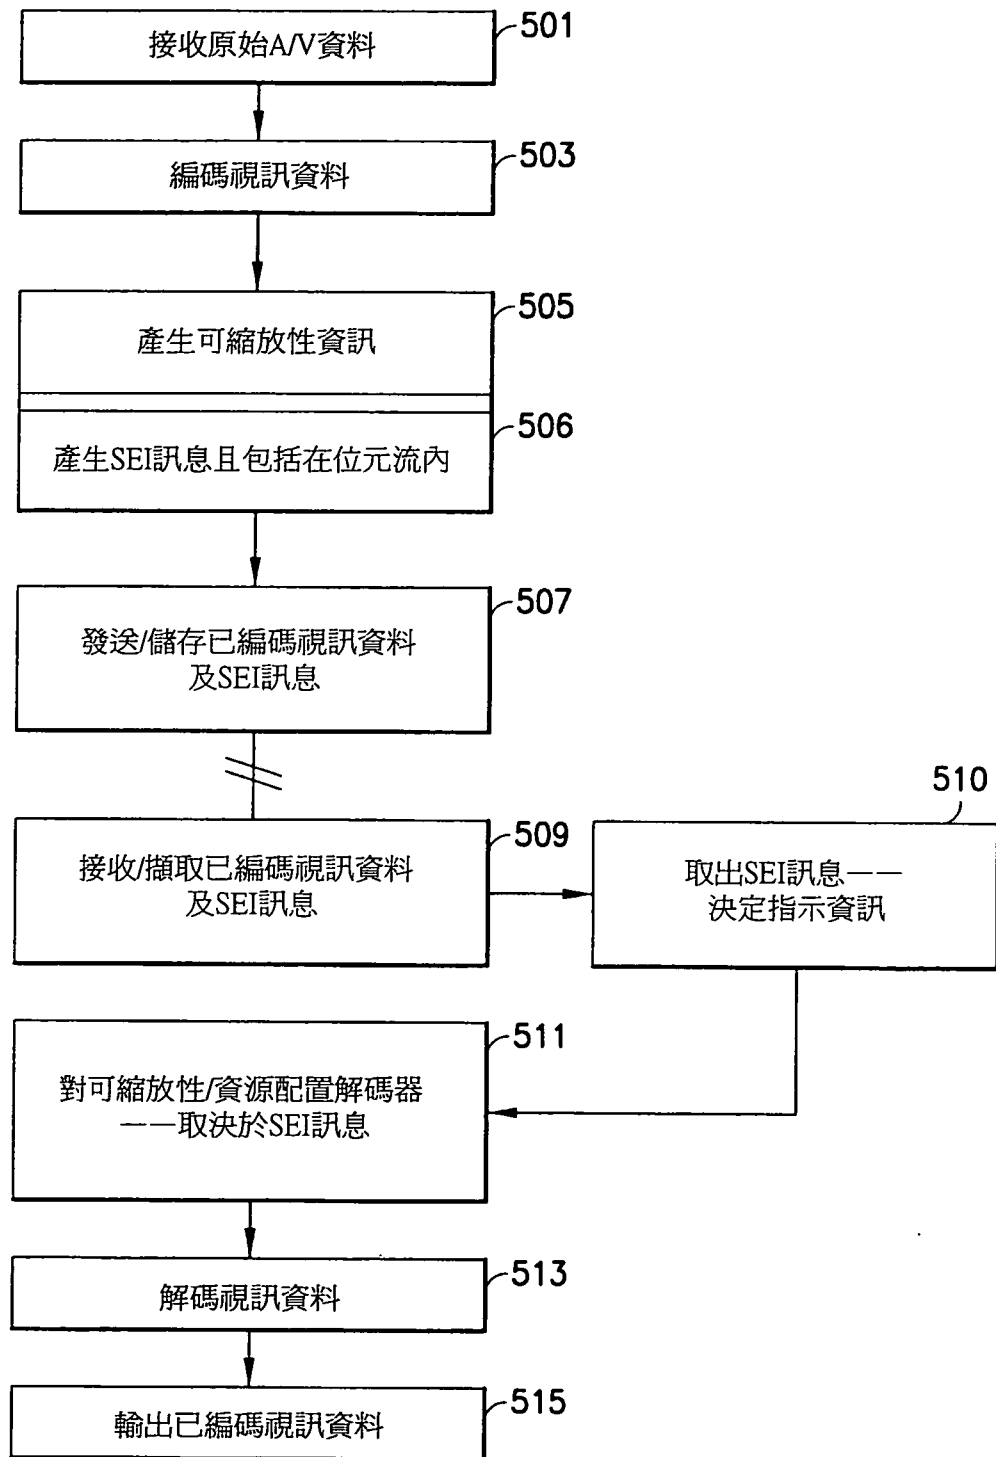 接收原始A/V資料
501
編碼視訊資料
503
產生可縮放性資訊
505
產生SEI訊息且包括在位元流內
506
發送/儲存已編碼視訊資料
及SEI訊息
507
接收/擷取已編碼視訊資料
及SEI訊息
509
取出SEI訊息——
決定指示資訊
510
對可縮放性/資源配置解碼器
——取決於SEI訊息
511
解碼視訊資料
513
輸出已編碼視訊資料
515